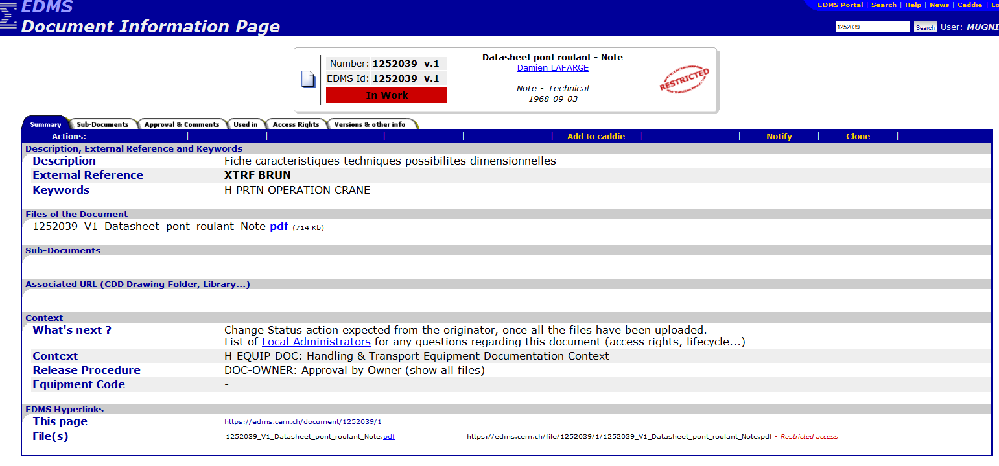 EDMS
Document Information Page
EDMS Portal | Search | Help | News | Caddie | Lo
1252039 Search User: MUGNI
Number: 1252039 v.1
EDMS Id: 1252039 v.1
In Work
Datasheet pont roulant - Note
Damien LAFARGE
Note - Technical
1968-09-03
RESTRICTED
Summary Sub-Documents Approval & Comments Used in Access Rights Versions & other info
Actions: | | | | | Add to caddie | | Notify | Clone |
Description, External Reference and Keywords
Description Fiche caracteristiques techniques possibilites dimensionnelles
External Reference XTRF BRUN
Keywords H PRTN OPERATION CRANE
Files of the Document
1252039_V1_Datasheet_pont_roulant_Note pdf (714 Kb)
Sub-Documents
Associated URL (CDD Drawing Folder, Library...)
Context
What's next ? Change Status action expected from the originator, once all the files have been uploaded.
List of Local Administrators for any questions regarding this document (access rights, lifecycle...)
Context H-EQUIP-DOC: Handling & Transport Equipment Documentation Context
Release Procedure DOC-OWNER: Approval by Owner (show all files)
Equipment Code -
EDMS Hyperlinks
This page https://edms.cern.ch/document/1252039/1
File(s) 1252039_V1_Datasheet_pont_roulant_Note.pdf https://edms.cern.ch/file/1252039/1/1252039_V1_Datasheet_pont_roulant_Note.pdf - Restricted access